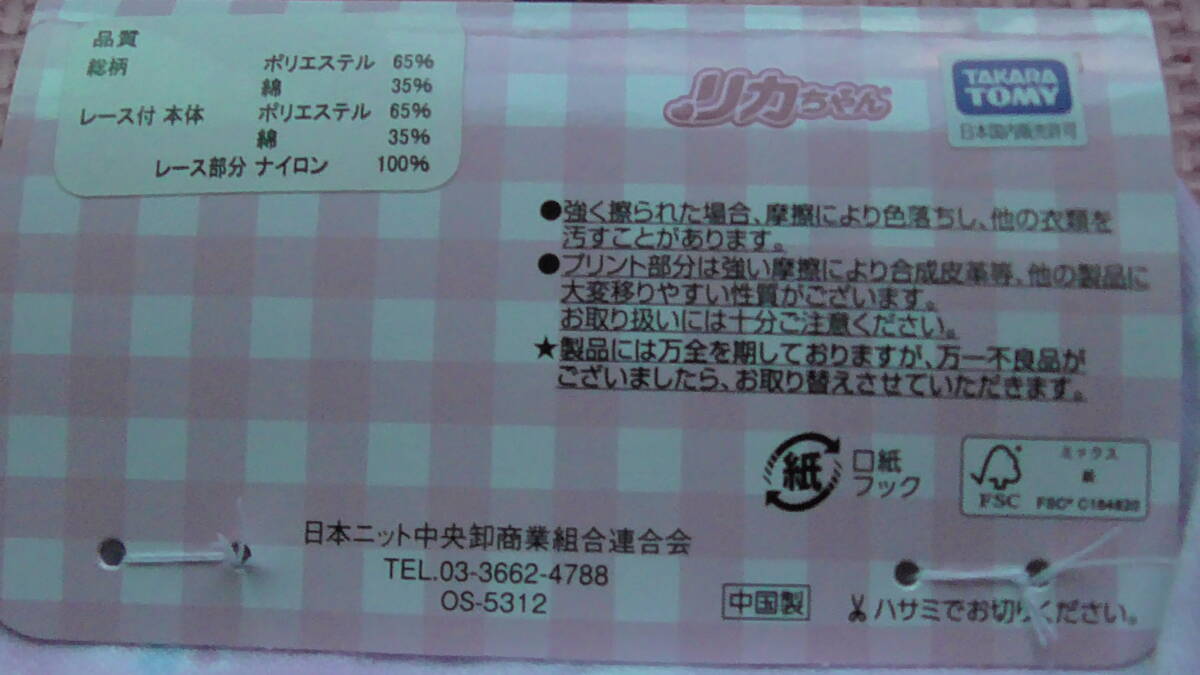 品質
総柄 ポリエステル 65%
綿 35%
レース付 本体 ポリエステル 65%
綿 35%
レース部分 ナイロン 100%
リカちゃん
TAKARA
TOMY
日本国内販売許可
●強く擦られた場合、摩擦により色落ちし、他の衣類を
汚すことがあります。
●プリント部分は強い摩擦により合成皮革等、他の製品に
大変移りやすい性質がございます。
お取り扱いには十分ご注意ください。
★製品には万全を期しておりますが、万一不良品が
ございましたら、お取り替えさせていただきます。
紙
口紙
フック
FSC
ミックス
紙
FSC® C184820
日本ニット中央卸商業組合連合会
TEL.03-3662-4788
OS-5312
中国製
ハサミでお切りください。